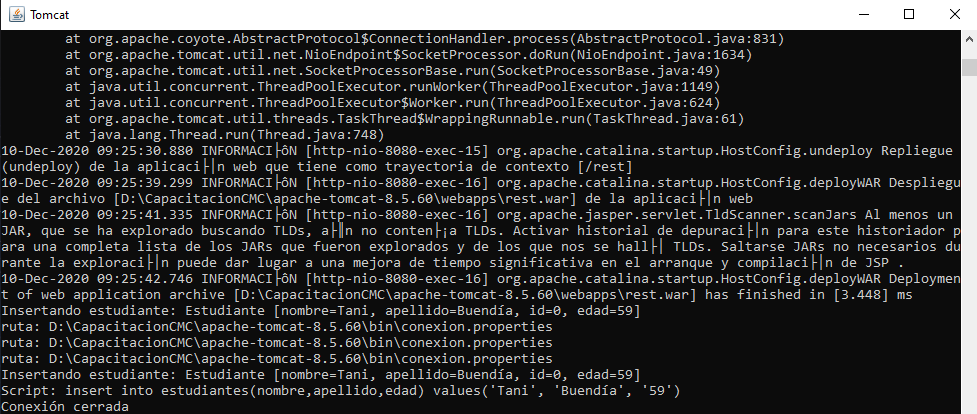 Tomcat
at org.apache.coyote.AbstractProtocol$ConnectionHandler.process(AbstractProtocol.java:831)
at org.apache.tomcat.util.net.NioEndpoint$SocketProcessor.doRun(NioEndpoint.java:1634)
at org.apache.tomcat.util.net.SocketProcessorBase.run(SocketProcessorBase.java:49)
at java.util.concurrent.ThreadPoolExecutor.runWorker(ThreadPoolExecutor.java:1149)
at java.util.concurrent.ThreadPoolExecutor$Worker.run(ThreadPoolExecutor.java:624)
at org.apache.tomcat.util.threads.TaskThread$WrappingRunnable.run(TaskThread.java:61)
at java.lang.Thread.run(Thread.java:748)
10-Dec-2020 09:25:30.880 INFORMACI├ôN [http-nio-8080-exec-15] org.apache.catalina.startup.HostConfig.undeploy Repliegue
(undeploy) de la aplicaci├│n web que tiene como trayectoria de contexto [/rest]
10-Dec-2020 09:25:39.299 INFORMACI├ôN [http-nio-8080-exec-16] org.apache.catalina.startup.HostConfig.deployWAR Despliegu
e del archivo [D:\CapacitacionCMC\apache-tomcat-8.5.60\webapps\rest.war] de la aplicaci├│n web
10-Dec-2020 09:25:41.335 INFORMACI├ôN [http-nio-8080-exec-16] org.apache.jasper.servlet.TldScanner.scanJars Al menos un
JAR, que se ha explorado buscando TLDs, a├║n no conten├¡a TLDs. Activar historial de depuraci├│n para este historiador p
ara una completa lista de los JARs que fueron explorados y de los que nos se hall├│ TLDs. Saltarse JARs no necesarios du
rante la exploraci├│n puede dar lugar a una mejora de tiempo significativa en el arranque y compilaci├│n de JSP .
10-Dec-2020 09:25:42.746 INFORMACI├ôN [http-nio-8080-exec-16] org.apache.catalina.startup.HostConfig.deployWAR Deploymen
t of web application archive [D:\CapacitacionCMC\apache-tomcat-8.5.60\webapps\rest.war] has finished in [3.448] ms
Insertando estudiante: Estudiante [nombre=Tani, apellido=Buendía, id=0, edad=59]
ruta: D:\CapacitacionCMC\apache-tomcat-8.5.60\bin\conexion.properties
ruta: D:\CapacitacionCMC\apache-tomcat-8.5.60\bin\conexion.properties
ruta: D:\CapacitacionCMC\apache-tomcat-8.5.60\bin\conexion.properties
Insertando estudiante: Estudiante [nombre=Tani, apellido=Buendía, id=0, edad=59]
Script: insert into estudiantes(nombre,apellido,edad) values('Tani', 'Buendía', '59')
Conexión cerrada